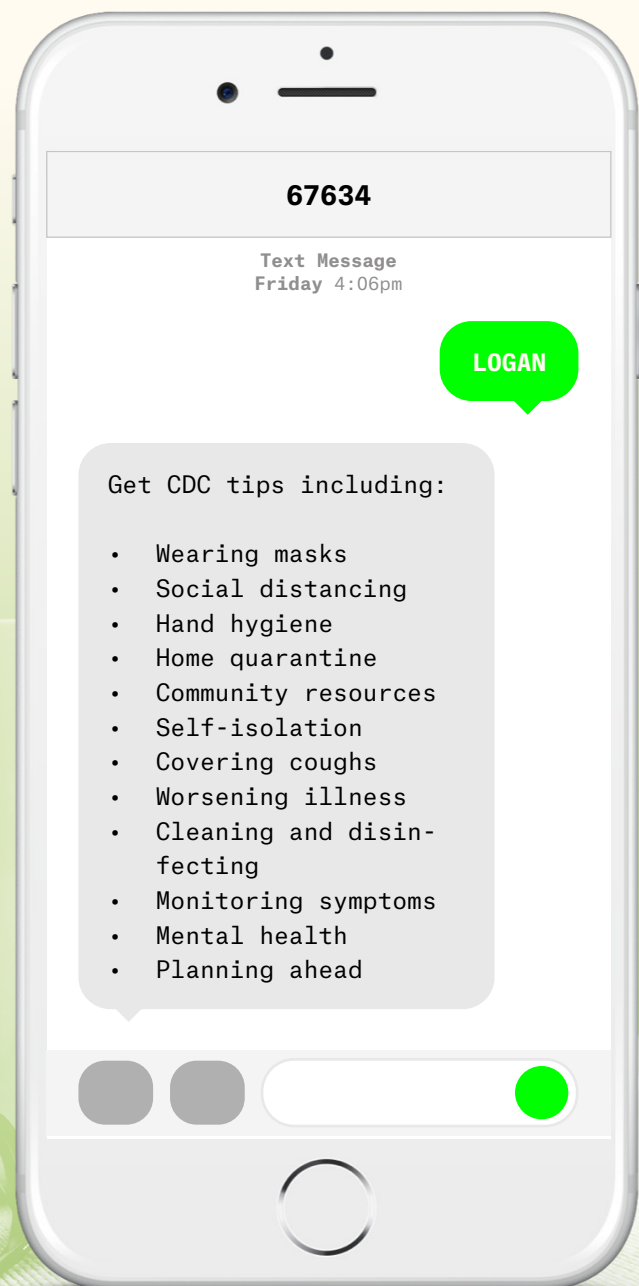 67634
Text Message
Friday 4:06pm
LOGAN
Get CDC tips including:
• Wearing masks
• Social distancing
• Hand hygiene
• Home quarantine
• Community resources
• Self-isolation
• Covering coughs
• Worsening illness
• Cleaning and disin-
fecting
• Monitoring symptoms
• Mental health
• Planning ahead